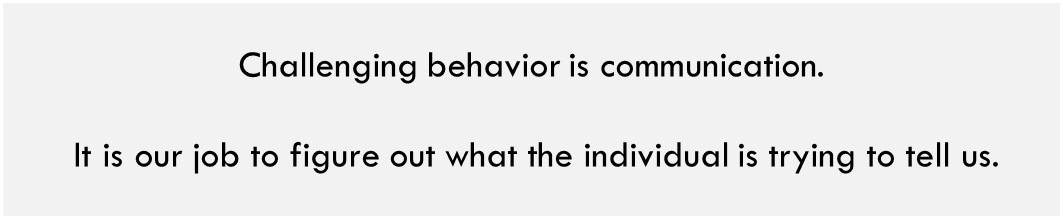 Challenging behavior is communication.
It is our job to figure out what the individual is trying to tell us.